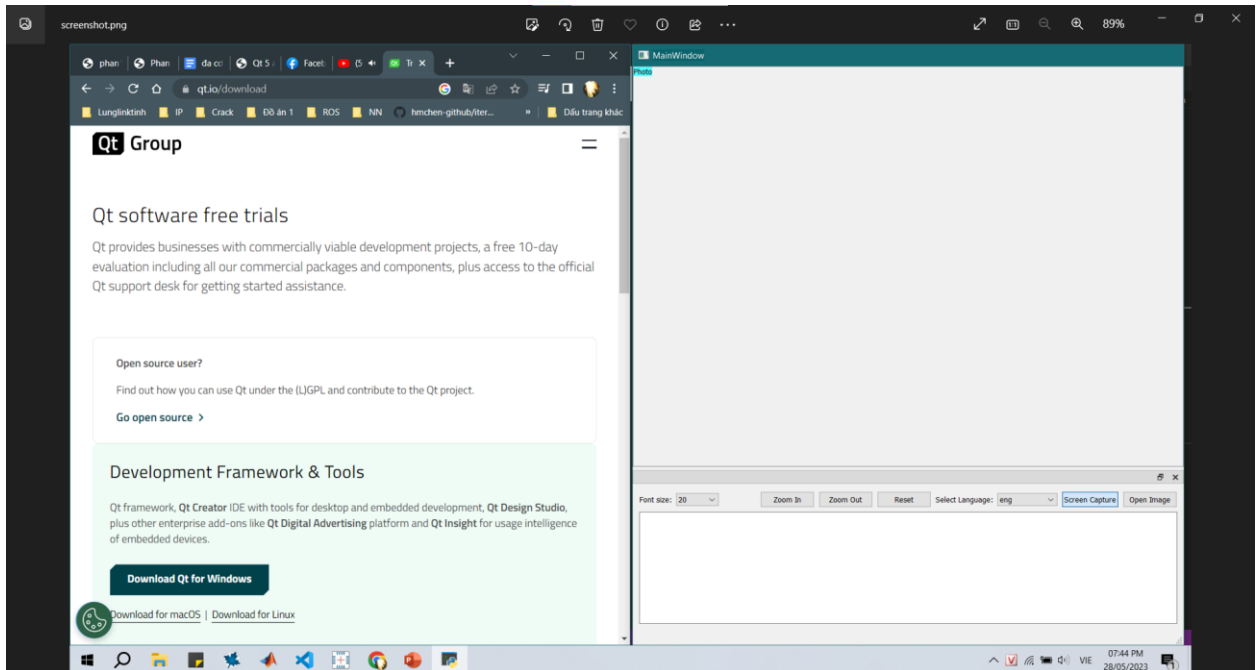 screenshot.png
89%
phan
Phan
da cc
Qt 5
Faceb
(5
Tr
qt.io/download
Lunglinktinh
IP
Crack
Đồ án 1
ROS
NN
hmchen-github/iter...
»
Dấu trang khác
Qt Group
Qt software free trials
Qt provides businesses with commercially viable development projects, a free 10-day
evaluation including all our commercial packages and components, plus access to the official
Qt support desk for getting started assistance.
Open source user?
Find out how you can use Qt under the (L)GPL and contribute to the Qt project.
Go open source >
Development Framework & Tools
Qt framework, Qt Creator IDE with tools for desktop and embedded development, Qt Design Studio,
plus other enterprise add-ons like Qt Digital Advertising platform and Qt Insight for usage intelligence
of embedded devices.
Download Qt for Windows
Download for macOS | Download for Linux
MainWindow
Photo
Font size: 20
Zoom In
Zoom Out
Reset
Select Language: eng
Screen Capture
Open Image
VIE
07:44 PM
28/05/2023